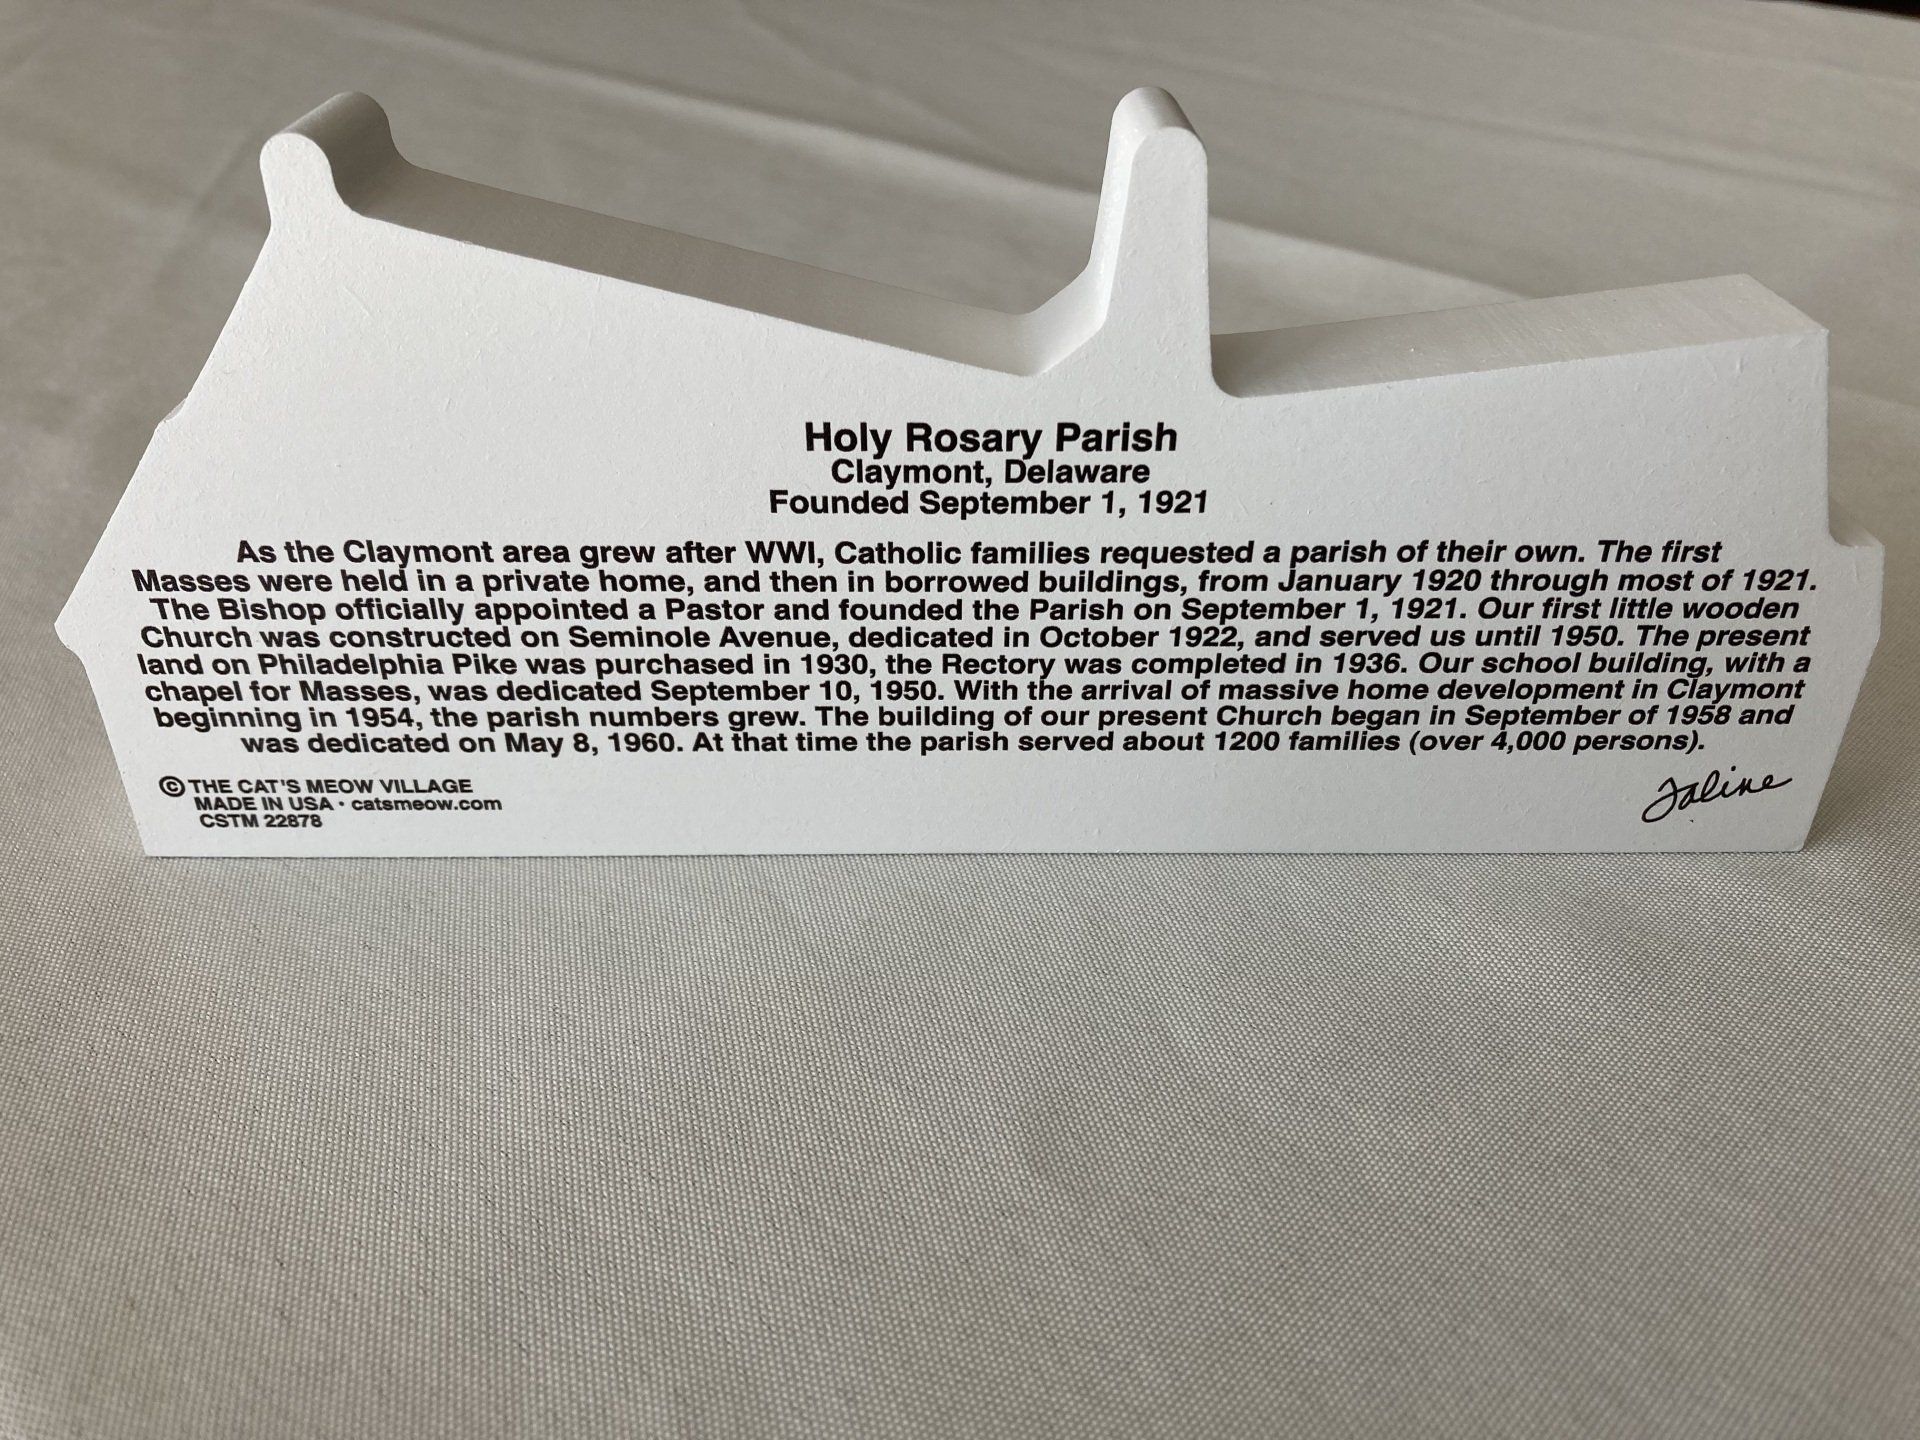 Holy Rosary Parish
Claymont, Delaware
Founded September 1, 1921
As the Claymont area grew after WWI, Catholic families requested a parish of their own. The first
Masses were held in a private home, and then in borrowed buildings, from January 1920 through most of 1921.
The Bishop officially appointed a Pastor and founded the Parish on September 1, 1921. Our first little wooden
Church was constructed on Seminole Avenue, dedicated in October 1922, and served us until 1950. The present
land on Philadelphia Pike was purchased in 1930, the Rectory was completed in 1936. Our school building, with a
chapel for Masses, was dedicated September 10, 1950. With the arrival of massive home development in Claymont
beginning in 1954, the parish numbers grew. The building of our present Church began in September of 1958 and
was dedicated on May 8, 1960. At that time the parish served about 1200 families (over 4,000 persons).
© THE CAT'S MEOW VILLAGE
MADE IN USA • catsmeow.com
CSTM 22878
Faline